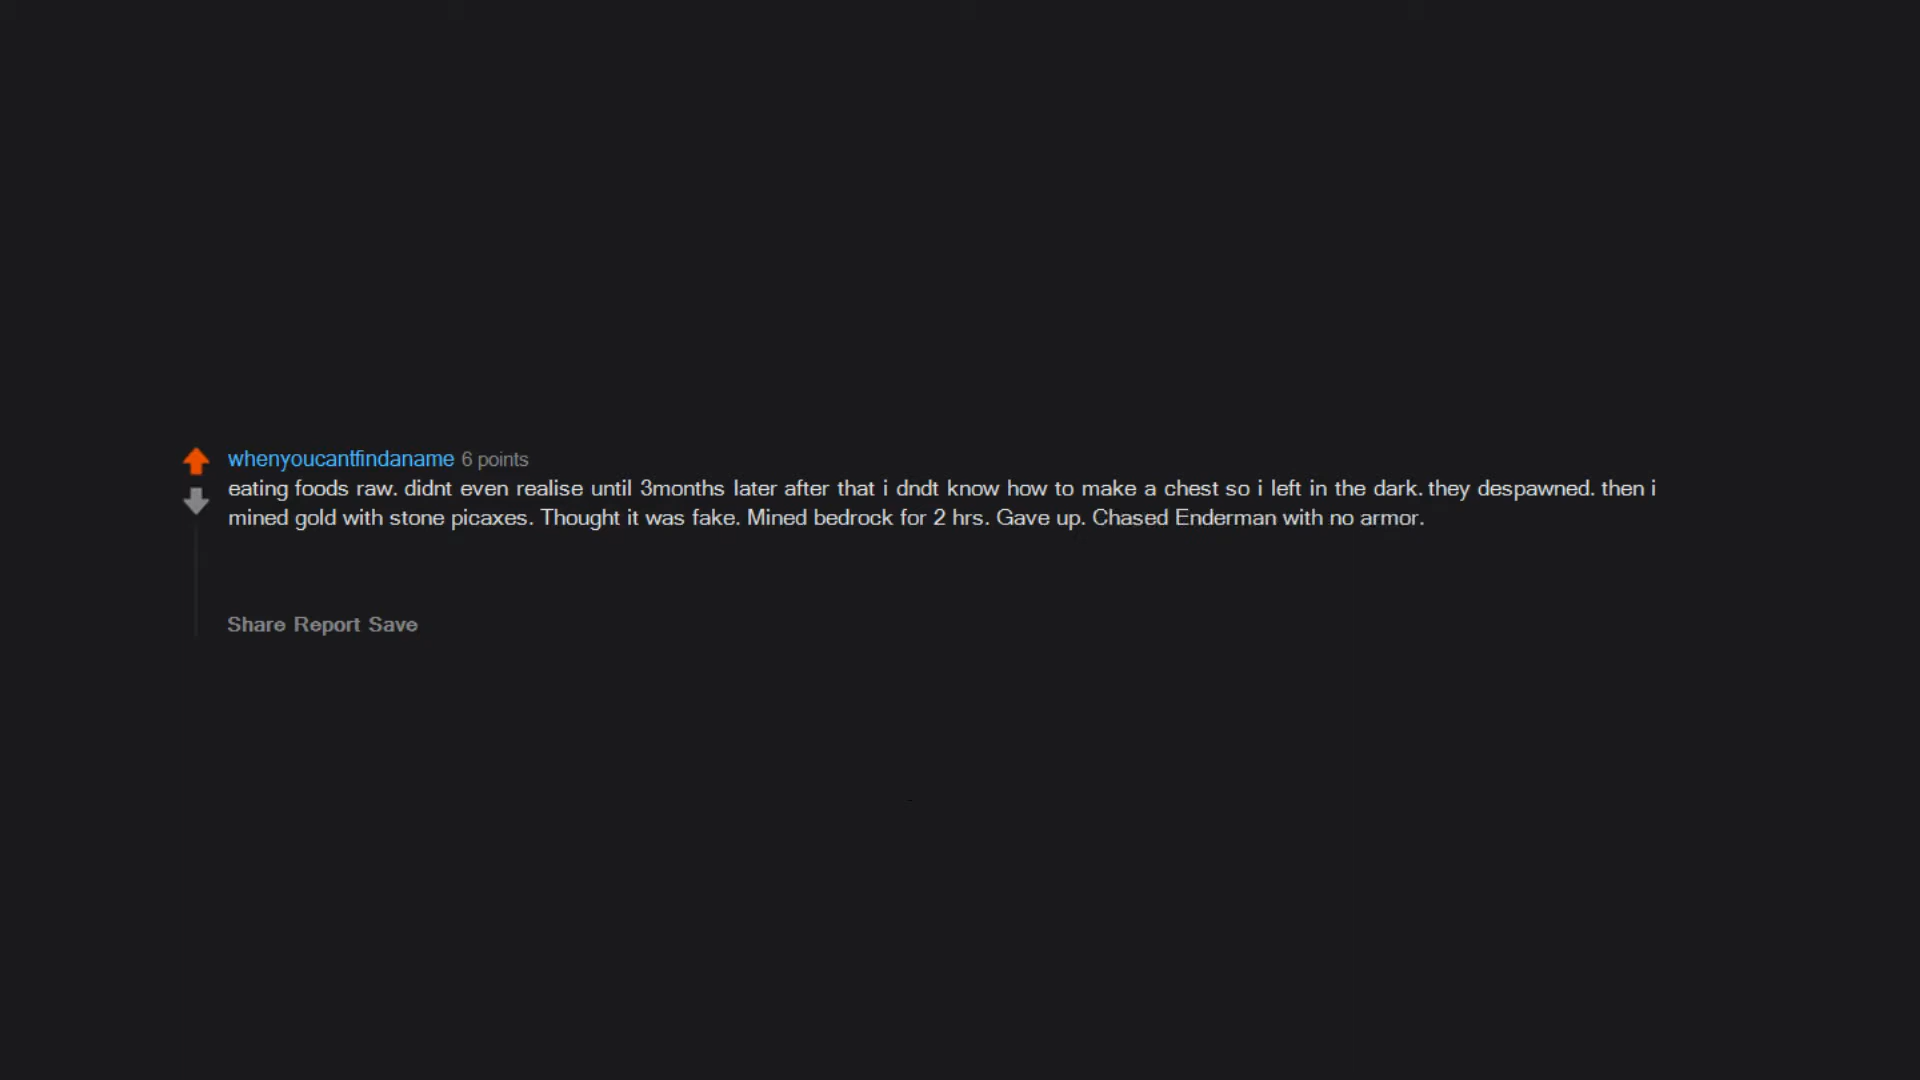 whenyoucantfindaname 6 points
eating foods raw. didnt even realise until 3months later after that i dndt know how to make a chest so i left in the dark. they despawned. then i
mined gold with stone picaxes. Thought it was fake. Mined bedrock for 2 hrs. Gave up. Chased Enderman with no armor.
Share Report Save